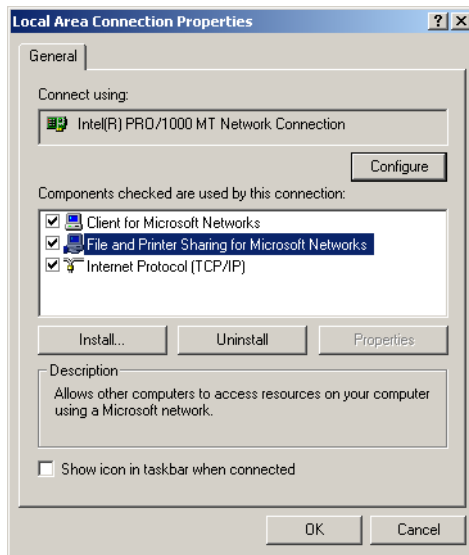 Local Area Connection Properties
General
Connect using:
Intel(R) PRO/1000 MT Network Connection
Configure
Components checked are used by this connection:
Client for Microsoft Networks
File and Printer Sharing for Microsoft Networks
Internet Protocol (TCP/IP)
Install... Uninstall Properties
Description
Allows other computers to access resources on your computer
using a Microsoft network.
Show icon in taskbar when connected
OK Cancel